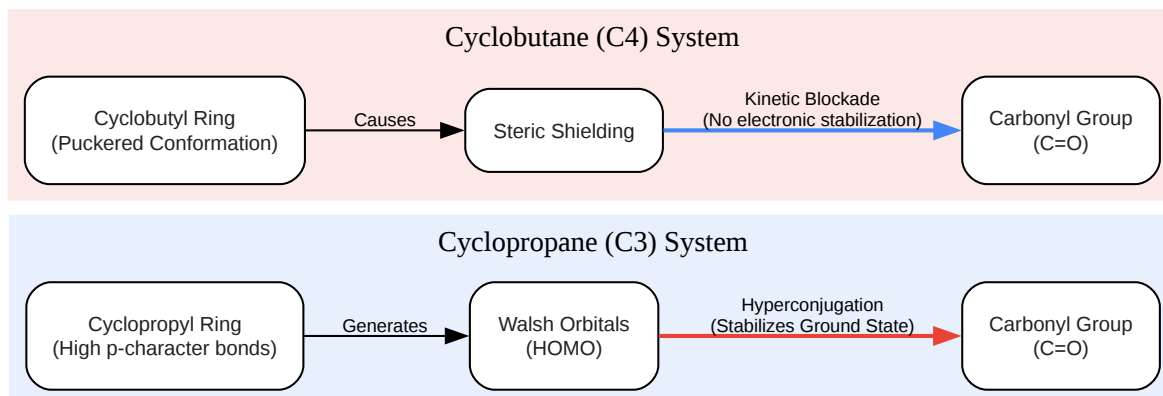 Cyclobutane (C4) System
Cyclobutyl Ring
(Puckered Conformation)
Causes
Steric Shielding
Kinetic Blockade
(No electronic stabilization)
Carbonyl Group
(C=O)
Cyclopropane (C3) System
Cyclopropyl Ring
(High p-character bonds)
Generates
Walsh Orbitals
(HOMO)
Hyperconjugation
(Stabilizes Ground State)
Carbonyl Group
(C=O)